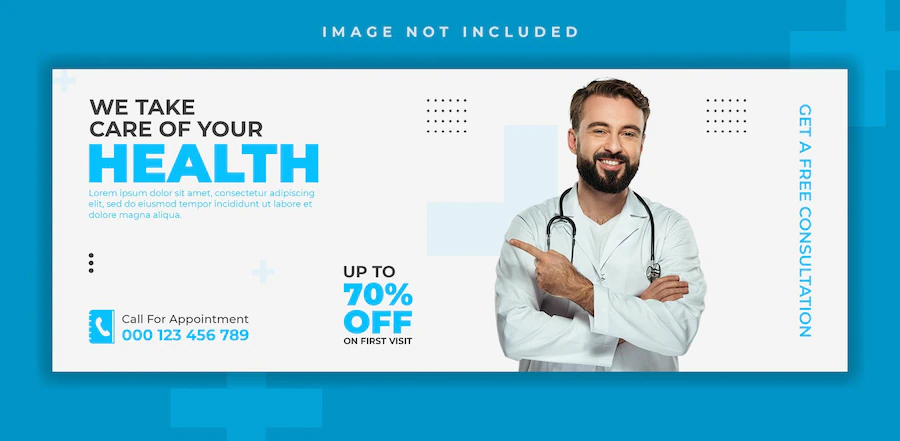 IMAGE NOT INCLUDED
WE TAKE
CARE OF YOUR
HEALTH
Lorem ipsum dolor sit amet, consectetur adipiscing
elit, sed do eiusmod tempor incididunt ut labore et
dolore magna aliqua.
Call For Appointment
000 123 456 789
UP TO
70%
OFF
ON FIRST VISIT
GET A FREE CONSULTATION